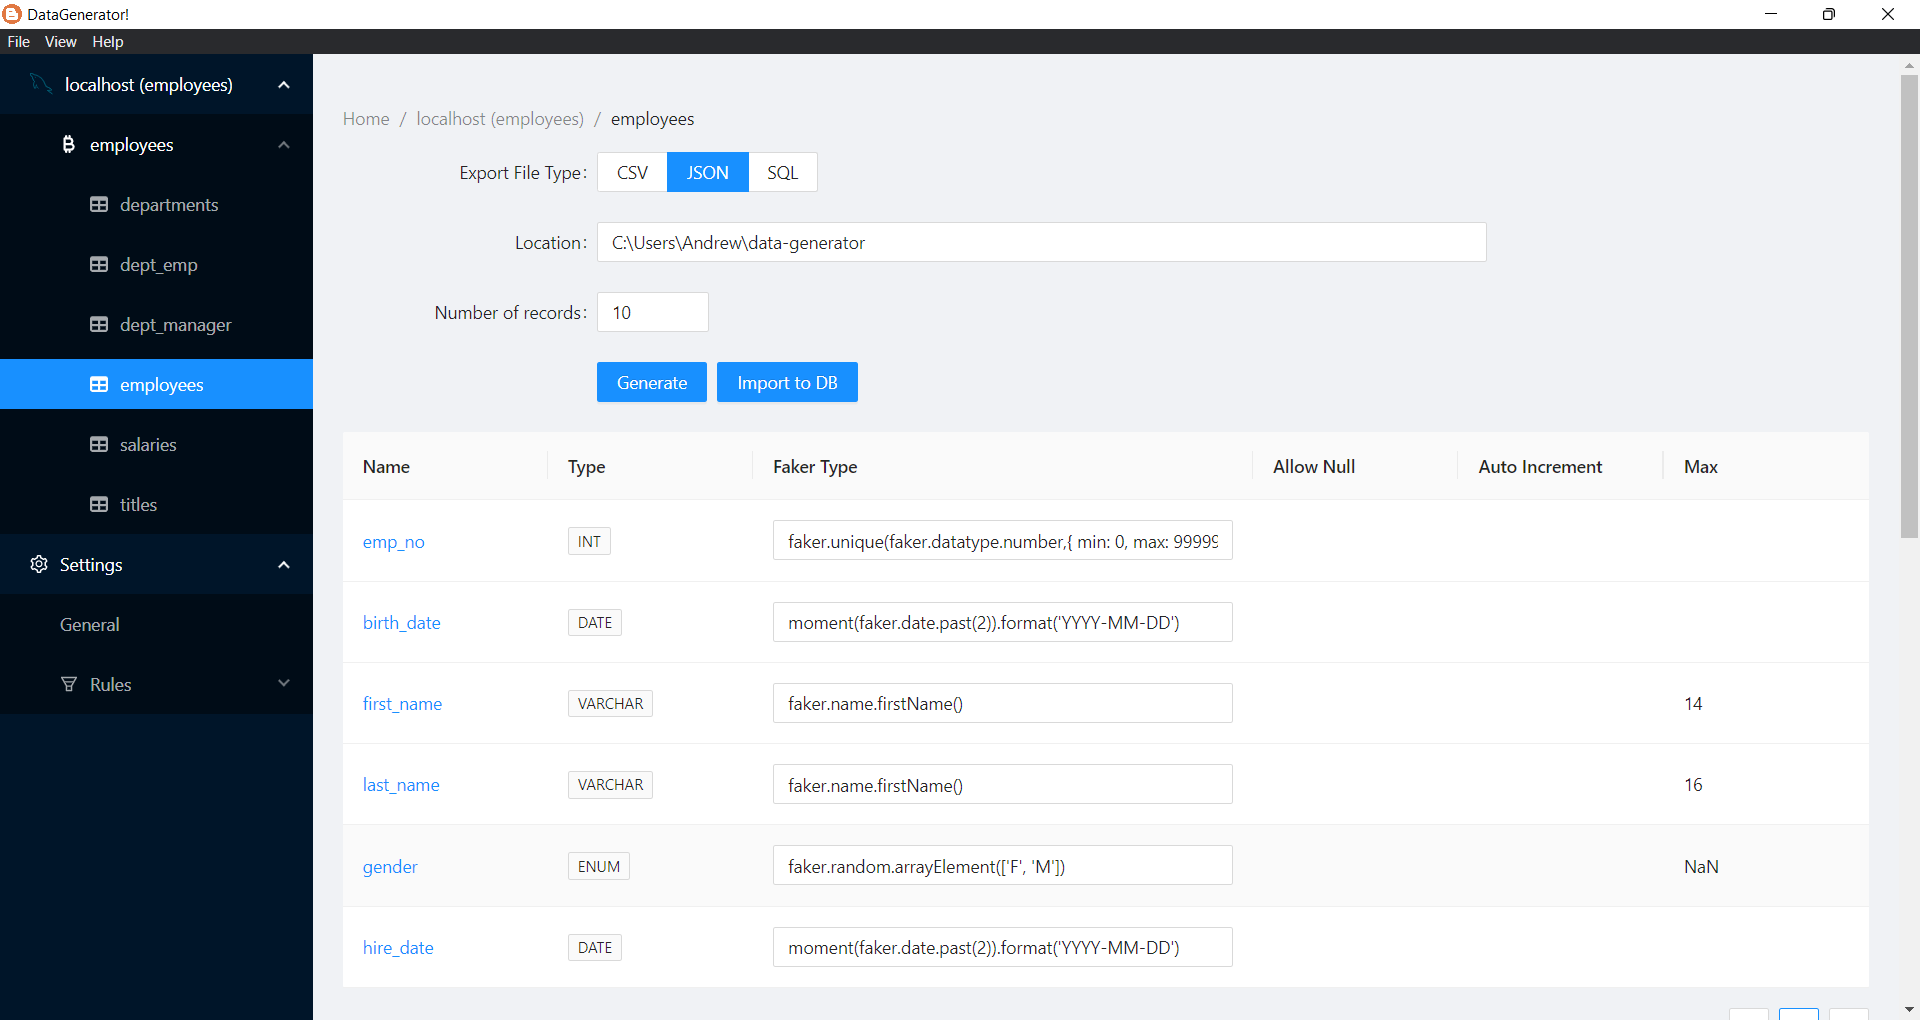 DataGenerator!
File View Help
localhost (employees)
employees
departments
dept_emp
dept_manager
employees
salaries
titles
Settings
General
Rules
Home / localhost (employees) / employees
Export File Type: CSV JSON SQL
Location: C:\Users\Andrew\data-generator
Number of records: 10
Generate Import to DB
Name Type Faker Type Allow Null Auto Increment Max
emp_no INT faker.unique(faker.datatype.number,{ min: 0, max: 99999
birth_date DATE moment(faker.date.past(2)).format('YYYY-MM-DD')
first_name VARCHAR faker.name.firstName() 14
last_name VARCHAR faker.name.firstName() 16
gender ENUM faker.random.arrayElement(['F', 'M']) NaN
hire_date DATE moment(faker.date.past(2)).format('YYYY-MM-DD')